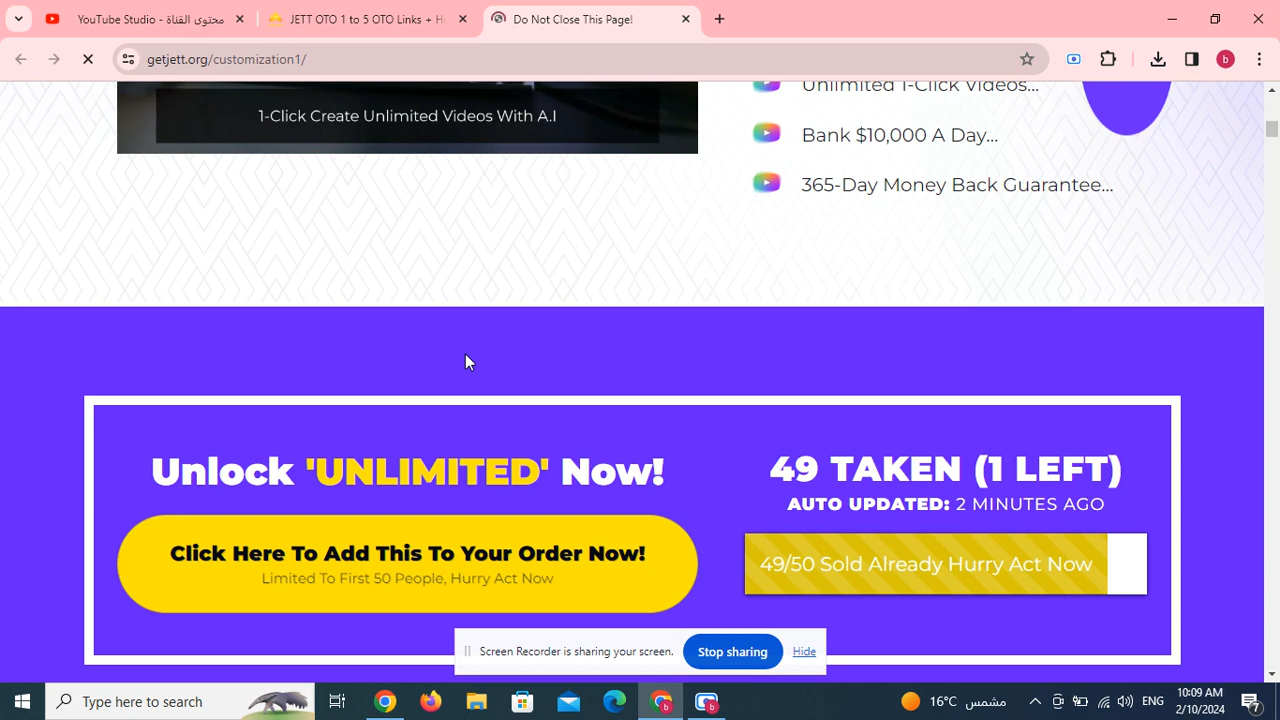 YouTube Studio - محتوى القناة
JETT OTO 1 to 5 OTO Links + H
Do Not Close This Page!
getjett.org/customization1/
b
1-Click Create Unlimited Videos With A.I
Unlimited 1-Click Videos...
Bank $10,000 A Day...
365-Day Money Back Guarantee...
Unlock 'UNLIMITED' Now!
Click Here To Add This To Your Order Now!
Limited To First 50 People, Hurry Act Now
49 TAKEN (1 LEFT)
AUTO UPDATED: 2 MINUTES AGO
49/50 Sold Already Hurry Act Now
Screen Recorder is sharing your screen.
Stop sharing
Hide
Type here to search
16°C مشمس
ENG
10:09 AM
2/10/2024
7